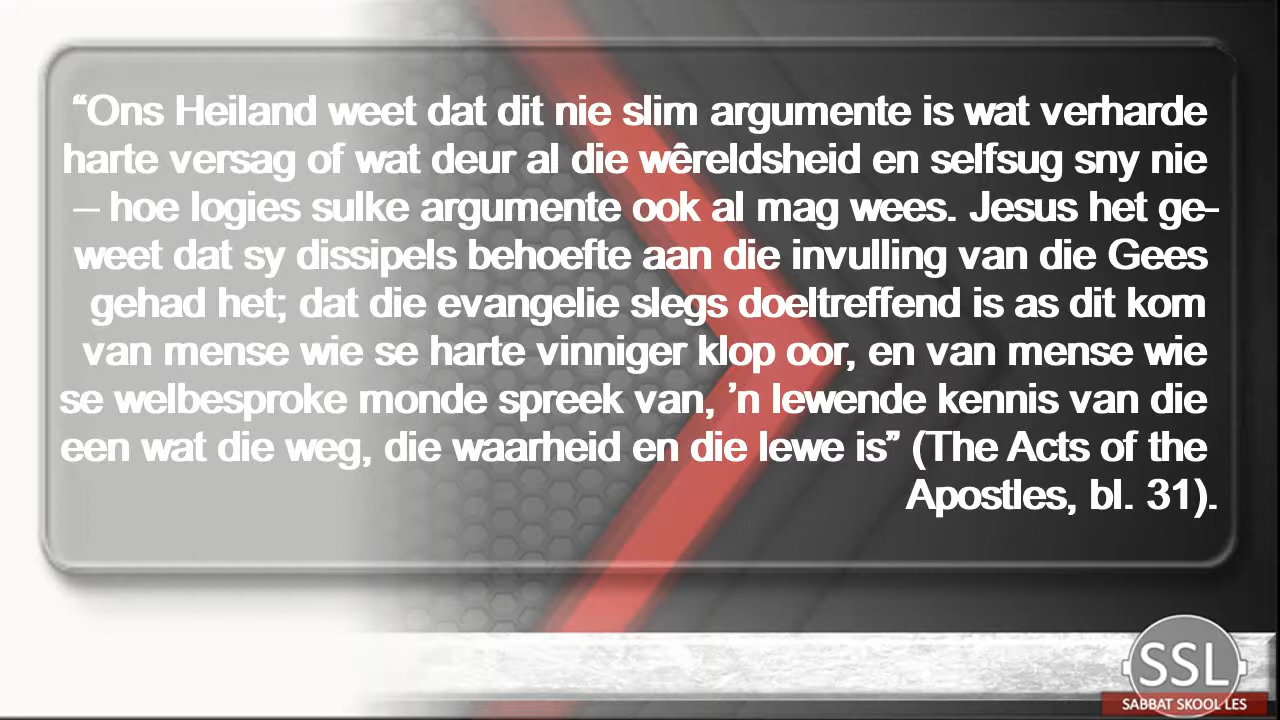 “Ons Heiland weet dat dit nie slim argumente is wat verharde
harte versag of wat deur al die wêreldsheid en selfsug sny nie
– hoe logies sulke argumente ook al mag wees. Jesus het ge-
weet dat sy dissipels behoefte aan die invulling van die Gees
gehad het; dat die evangelie slegs doeltreffend is as dit kom
van mense wie se harte vinniger klop oor, en van mense wie
se welbesproke monde spreek van, ’n lewende kennis van die
een wat die weg, die waarheid en die lewe is” (The Acts of the
Apostles, bl. 31).
SSL
SABBAT SKOOL LES